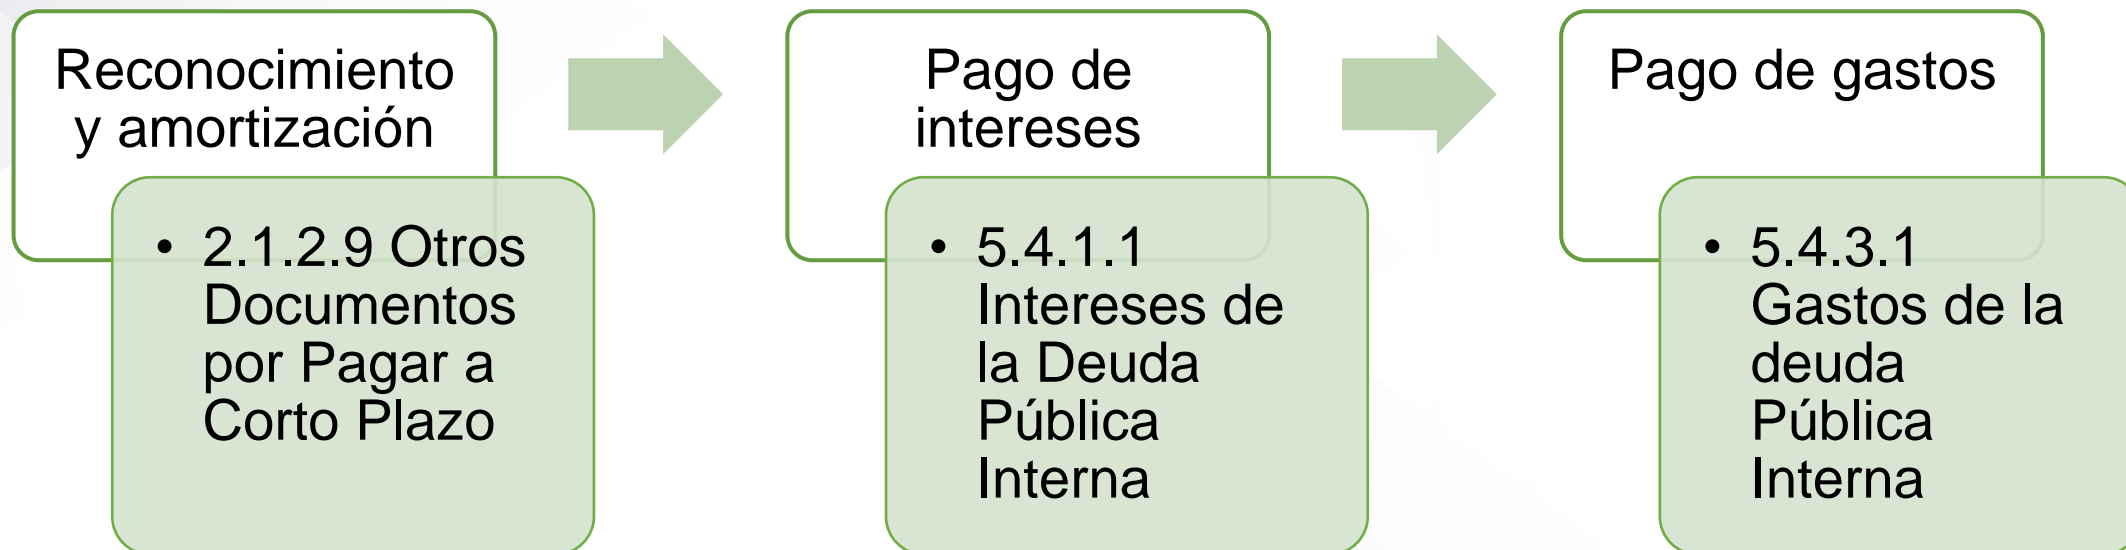 Reconocimiento
y amortización
• 2.1.2.9 Otros
Documentos
por Pagar a
Corto Plazo
Pago de
intereses
• 5.4.1.1
Intereses de
la Deuda
Pública
Interna
Pago de gastos
• 5.4.3.1
Gastos de la
deuda
Pública
Interna